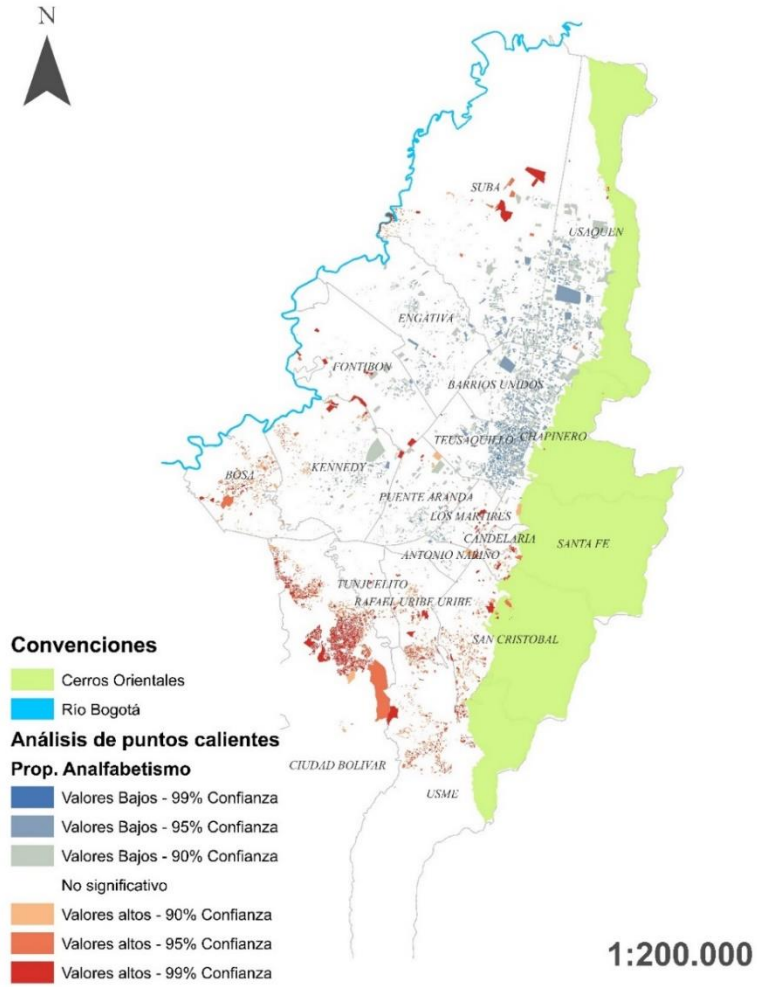 N
SUBA
USAQUEN
ENGATIVA
FONTIBON
BARRIOS UNIDOS
TEUSAQUILLO
CHAPINERO
BOSA
KENNEDY
PUENTE ARANDA
LOS MARTIRES
CANDELARIA
SANTA FE
ANTONIO NARIÑO
TUNJUELITO
RAFAEL URIBE URIBE
SAN CRISTOBAL
CIUDAD BOLIVAR
USME
Convenciones
Cerros Orientales
Río Bogotá
Análisis de puntos calientes
Prop. Analfabetismo
Valores Bajos - 99% Confianza
Valores Bajos - 95% Confianza
Valores Bajos - 90% Confianza
No significativo
Valores altos - 90% Confianza
Valores altos - 95% Confianza
Valores altos - 99% Confianza
1:200.000